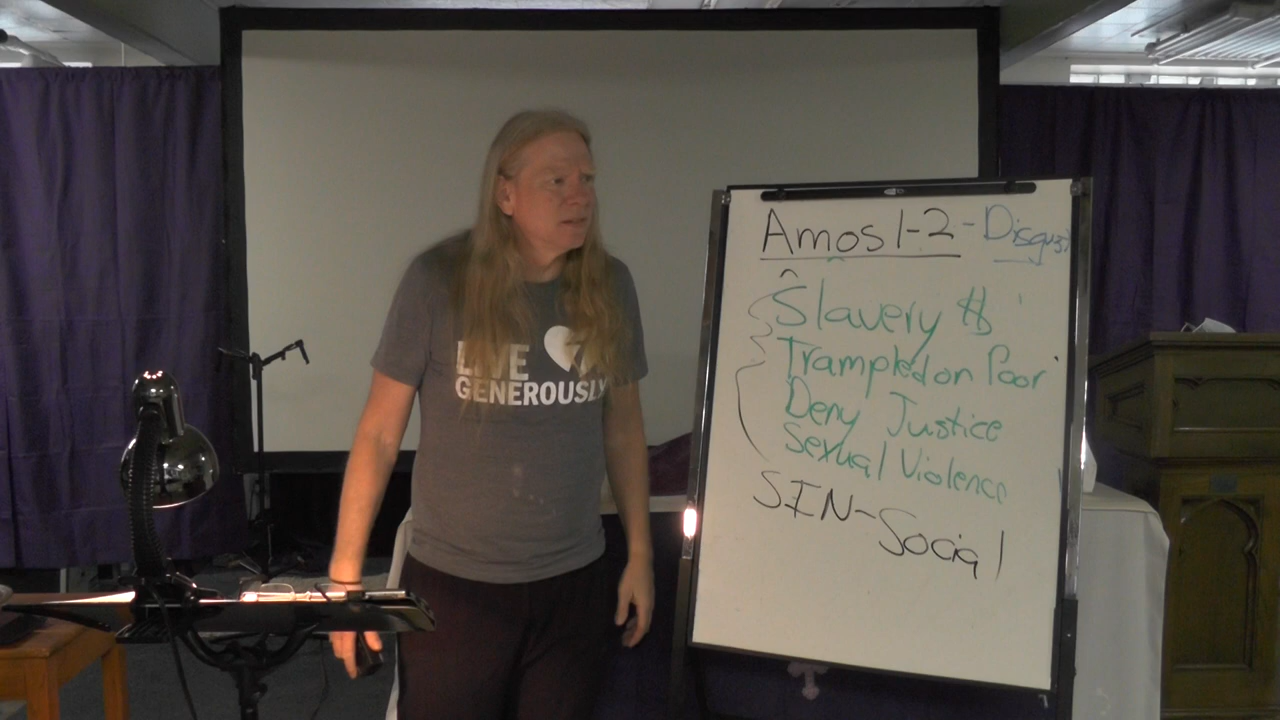 LIVE
GENEROUSLY
Amos 1-2 - Disgust
Slavery $
Trampled on Poor
Deny Justice
Sexual Violence
SIN - Social